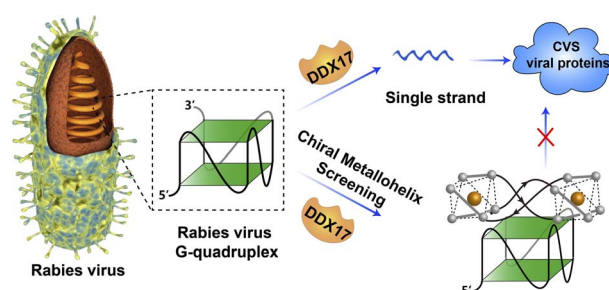 Rabies virus
3′
5′
Rabies virus
G-quadruplex
DDX17
Single strand
CVS
viral proteins
Chiral Metallohelix
Screening
DDX17
5′